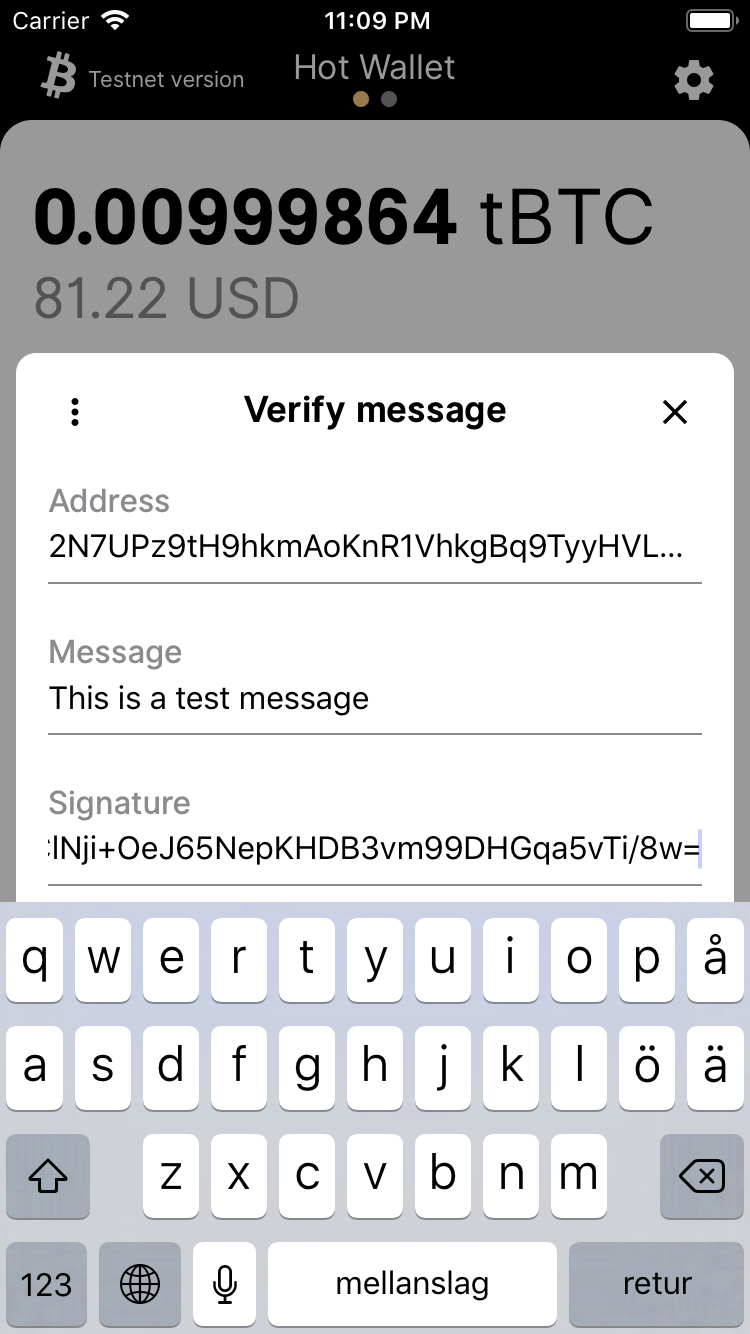 Carrier 11:09 PM
Testnet version Hot Wallet
0.00999864 tBTC
81.22 USD
Verify message
Address
2N7UPz9tH9hkmAoKnR1VhkgBq9TyyHVL...
Message
This is a test message
Signature
lNji+OeJ65NepKHDB3vm99DHGqa5vTi/8w=
q w e r t y u i o p å
a s d f g h j k l ö ä
z x c v b n m
123 mellanslag retur